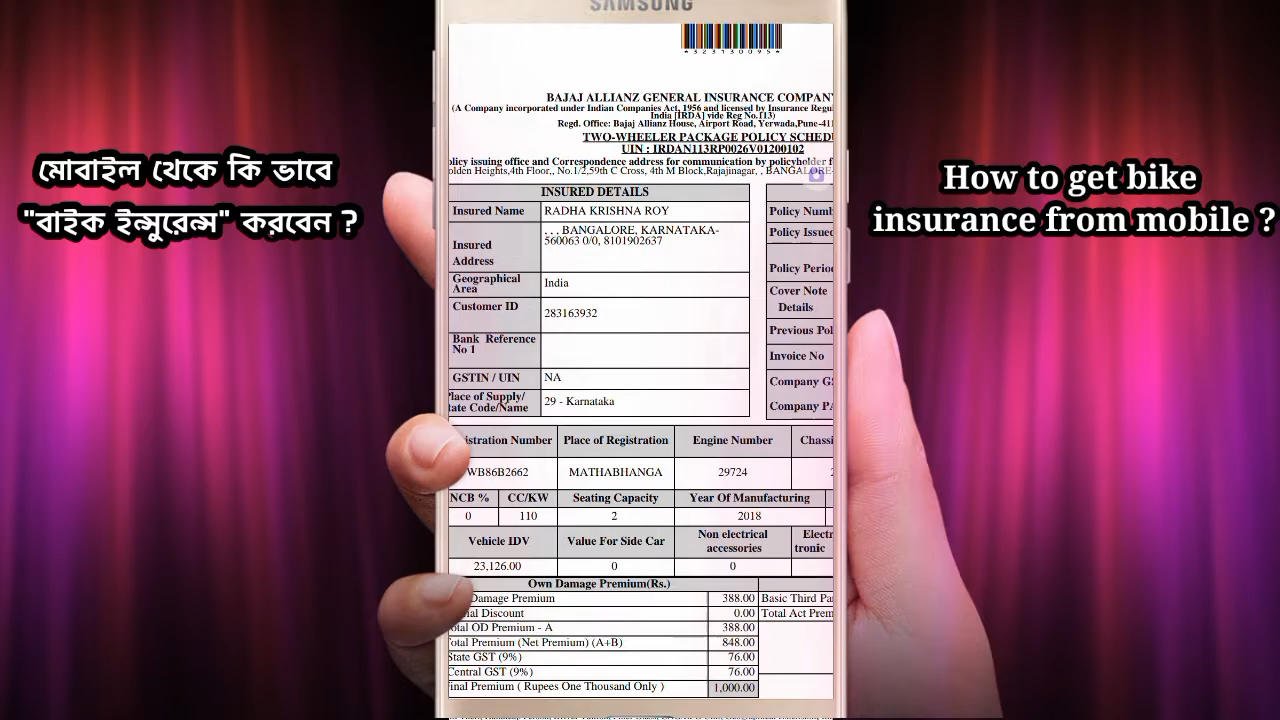 SAMSUNG
*323130095*
BAJAJ ALLIANZ GENERAL INSURANCE COMPANY
(A Company incorporated under Indian Companies Act, 1956 and licensed by Insurance Regu
India [IRDA] vide Reg No.113)
Regd. Office: Bajaj Allianz House, Airport Road, Yerwada,Pune-411
TWO-WHEELER PACKAGE POLICY SCHEDU
UIN : IRDAN113RP0026V01200102
olicy issuing office and Correspondence address for communication by policyholder f
olden Heights,4th Floor,, No.1/2,59th C Cross, 4th M Block,Rajajinagar, , BANGALORE-
মোবাইল থেকে কি ভাবে
"বাইক ইন্সুরেন্স" করবেন ?
How to get bike
insurance from mobile ?
INSURED DETAILS
Insured Name RADHA KRISHNA ROY Policy Numb
Insured Address , , , BANGALORE, KARNATAKA- Policy Issued
560063 0/0, 8101902637 Policy Perio
Geographical Area India Cover Note Details
Customer ID 283163932 Previous Pol
Bank Reference No 1 Invoice No
GSTIN / UIN NA Company G
Place of Supply/ tate Code/Name 29 - Karnataka Company PA
istration Number Place of Registration Engine Number Chassi
WB86B2662 MATHABHANGA 29724 2
NCB % CC/KW Seating Capacity Year Of Manufacturing
0 110 2 2018
Vehicle IDV Value For Side Car Non electrical accessories Electr tronic
23,126.00 0 0
Own Damage Premium(Rs.)
Damage Premium 388.00 Basic Third Pa
ial Discount 0.00 Total Act Prem
otal OD Premium - A 388.00
Total Premium (Net Premium) (A+B) 848.00
State GST (9%) 76.00
Central GST (9%) 76.00
Final Premium ( Rupees One Thousand Only ) 1,000.00